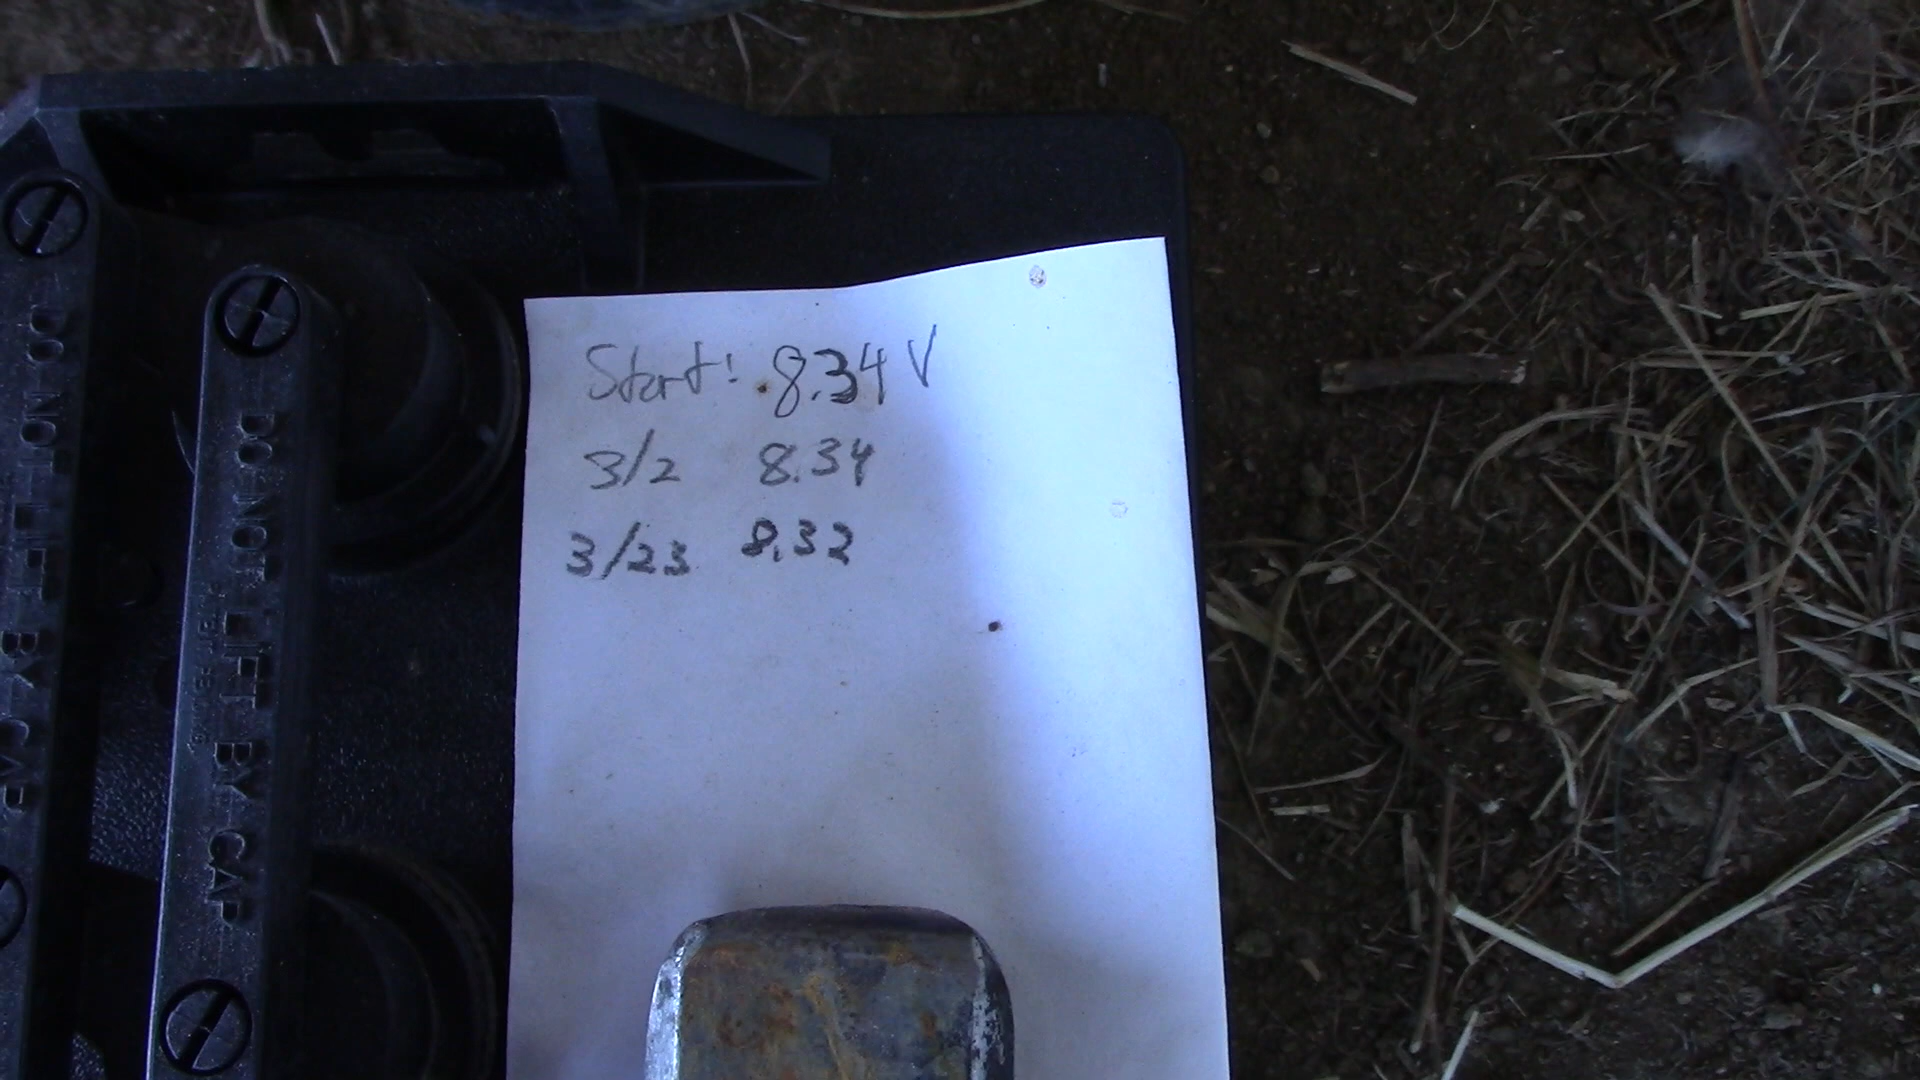 DO NOT LIFT BY CAP
DO NOT LIFT BY CAP
Start: 8.34 V
3/2 8.34
3/23 8.32